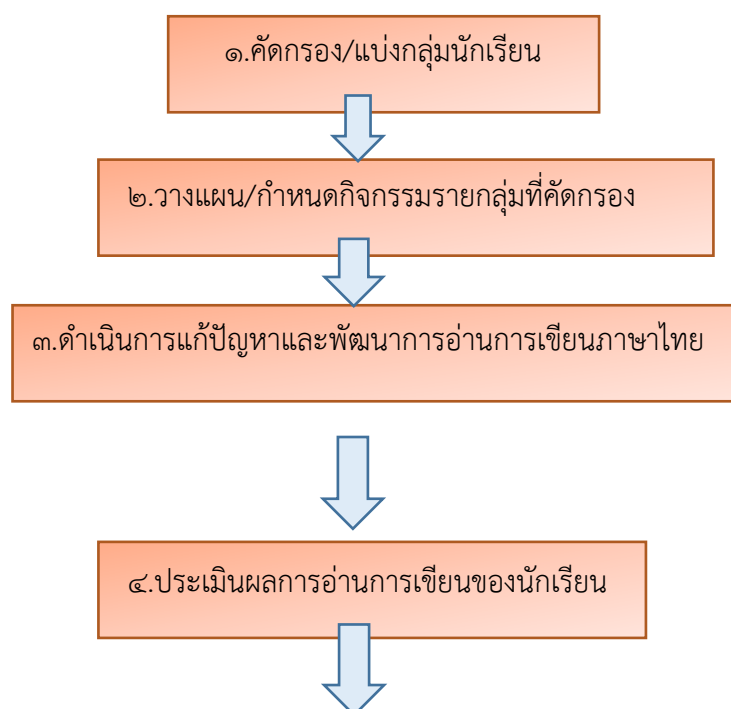 ๑.คัดกรอง/แบ่งกลุ่มนักเรียน
๒.วางแผน/กำหนดกิจกรรมรายกลุ่มที่คัดกรอง
๓.ดำเนินการแก้ปัญหาและพัฒนาการอ่านการเขียนภาษาไทย
๔.ประเมินผลการอ่านการเขียนของนักเรียน